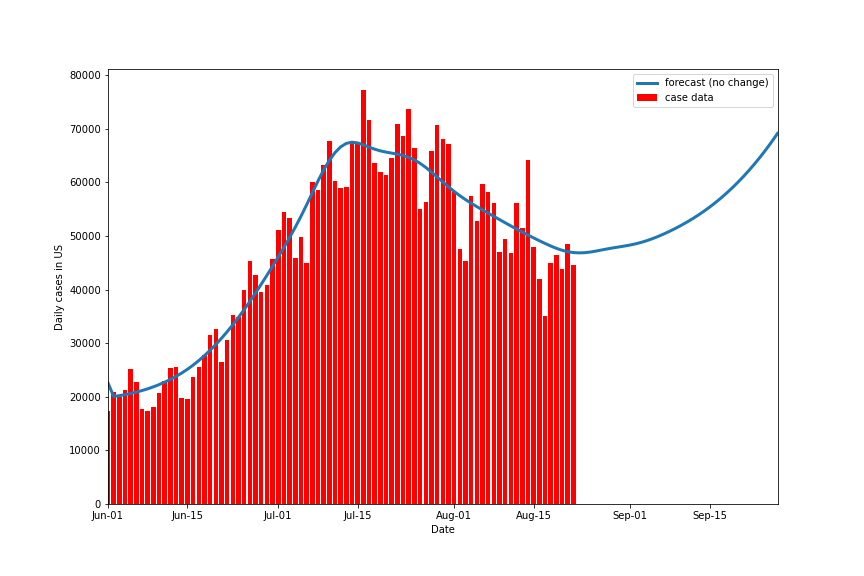 forecast (no change)
case data
80000
70000
60000
50000
40000
30000
20000
10000
0
Daily cases in US
Jun-01 Jun-15 Jul-01 Jul-15 Aug-01 Aug-15 Sep-01 Sep-15
Date